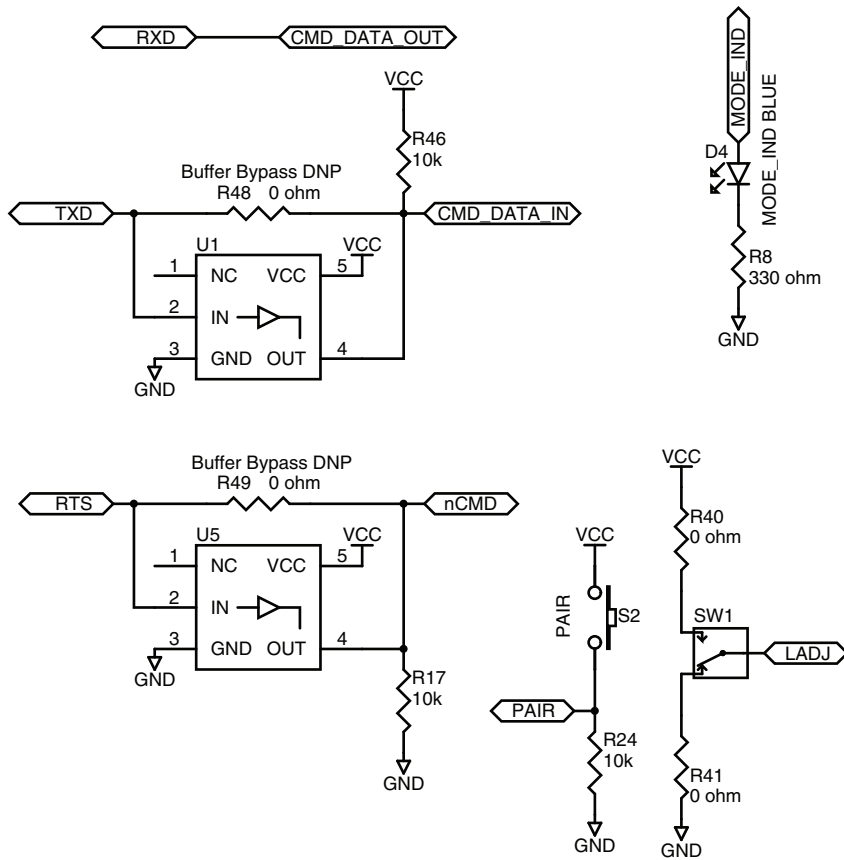 RXD
CMD_DATA_OUT
VCC
R46
10k
Buffer Bypass DNP
R48 0 ohm
TXD
CMD_DATA_IN
U1
1 NC VCC 5 VCC
2 IN
3 GND OUT 4
GND
MODE_IND
MODE_IND BLUE
D4
R8
330 ohm
GND
Buffer Bypass DNP
R49 0 ohm
RTS
nCMD
U5
1 NC VCC 5 VCC
2 IN
3 GND OUT 4
GND
R17
10k
GND
VCC
PAIR
S2
PAIR
R24
10k
GND
VCC
R40
0 ohm
SW1
LADJ
R41
0 ohm
GND